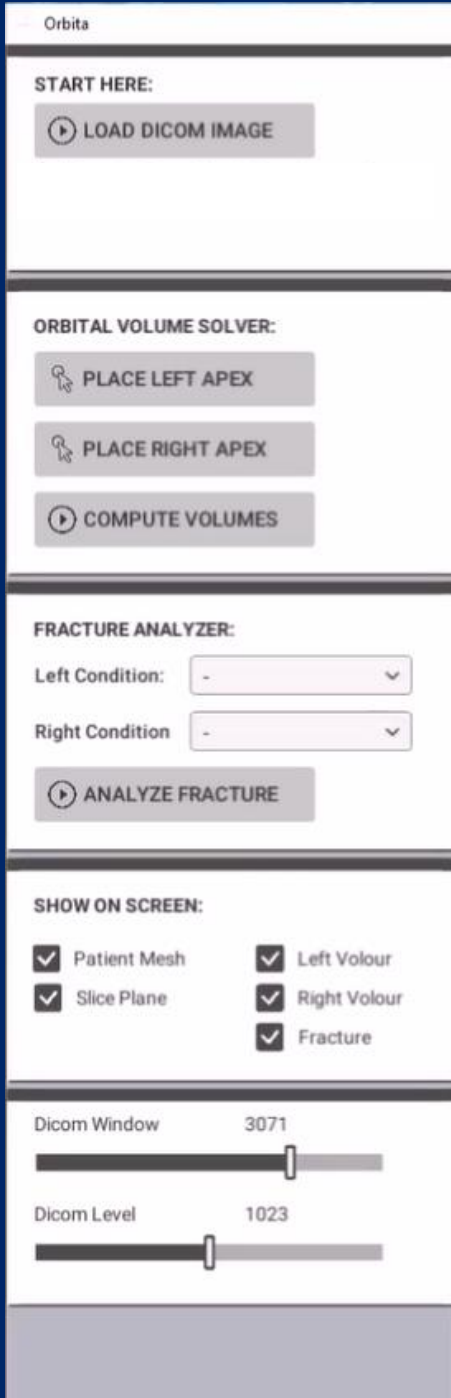 Orbita
START HERE:
LOAD DICOM IMAGE
ORBITAL VOLUME SOLVER:
PLACE LEFT APEX
PLACE RIGHT APEX
COMPUTE VOLUMES
FRACTURE ANALYZER:
Left Condition: -
Right Condition -
ANALYZE FRACTURE
SHOW ON SCREEN:
Patient Mesh Left Volour
Slice Plane Right Volour
Fracture
Dicom Window 3071
Dicom Level 1023